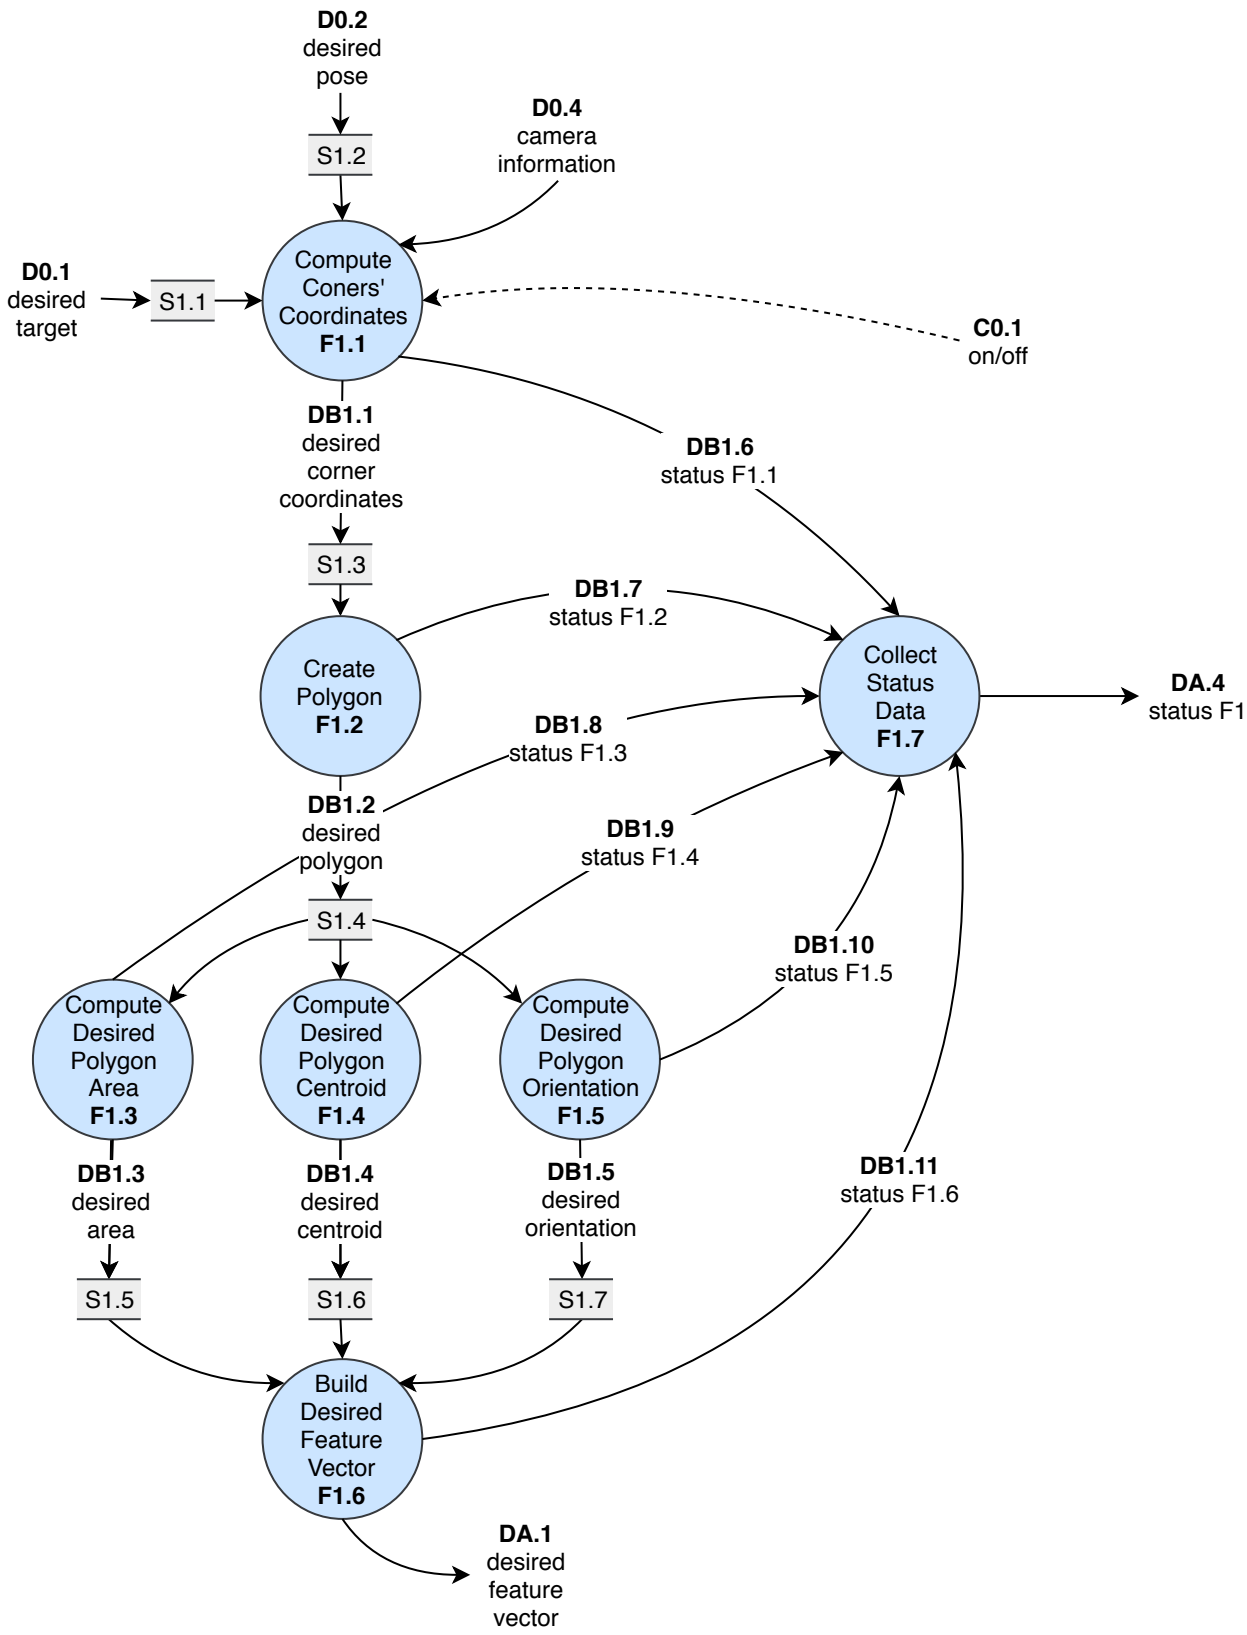 D0.2
desired
pose
S1.2
D0.4
camera
information
D0.1
desired
target
S1.1
Compute
Coners'
Coordinates
F1.1
C0.1
on/off
DB1.1
desired
corner
coordinates
DB1.6
status F1.1
S1.3
DB1.7
status F1.2
Create
Polygon
F1.2
Collect
Status
Data
F1.7
DA.4
status F1
DB1.8
status F1.3
DB1.2
desired
polygon
DB1.9
status F1.4
S1.4
DB1.10
status F1.5
Compute
Desired
Polygon
Area
F1.3
Compute
Desired
Polygon
Centroid
F1.4
Compute
Desired
Polygon
Orientation
F1.5
DB1.3
desired
area
DB1.4
desired
centroid
DB1.5
desired
orientation
DB1.11
status F1.6
S1.5
S1.6
S1.7
Build
Desired
Feature
Vector
F1.6
DA.1
desired
feature
vector